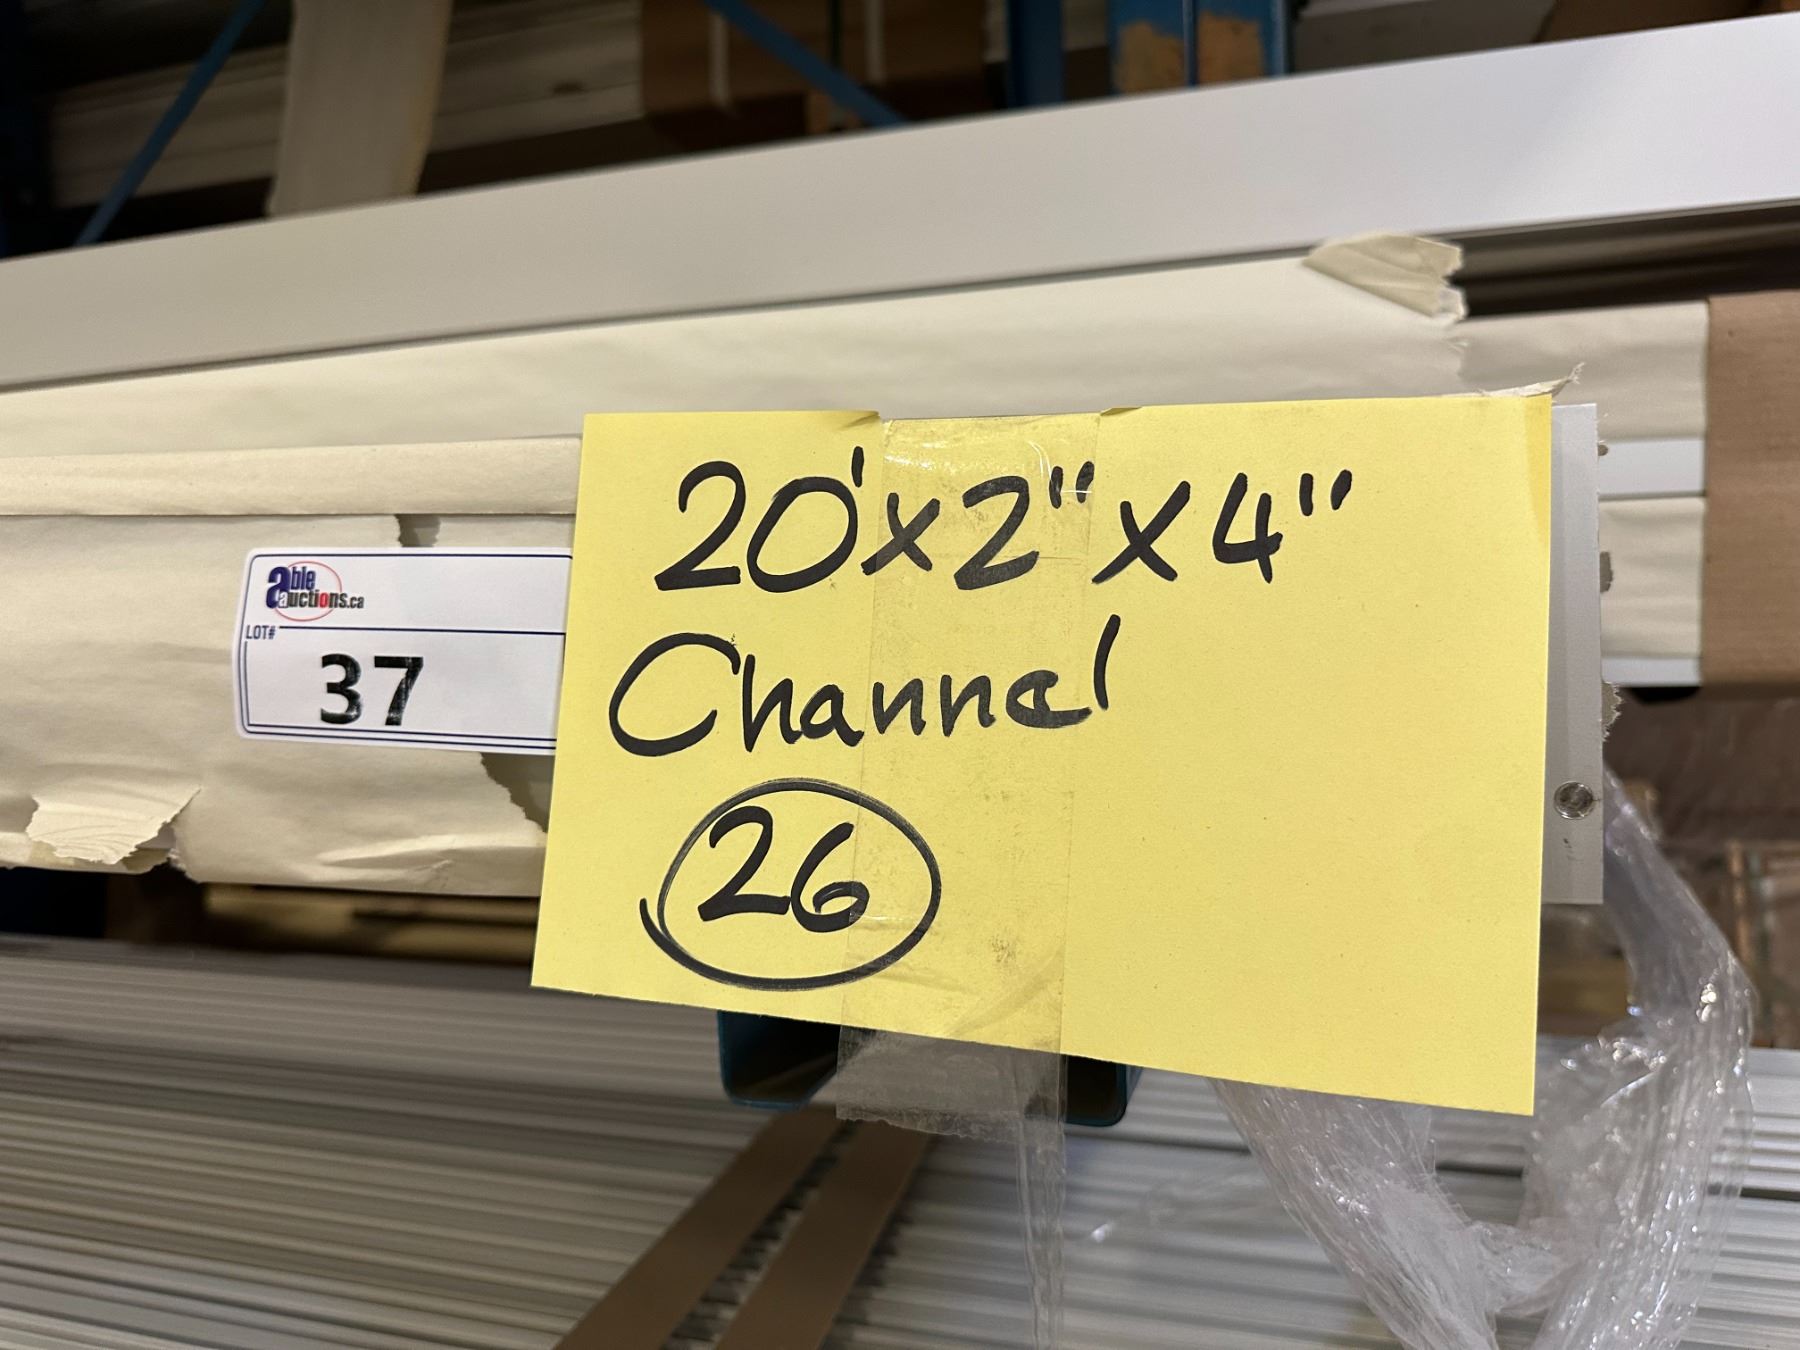 able
auctions.ca
LOT#
37
20'x2"x4"
Channel
26